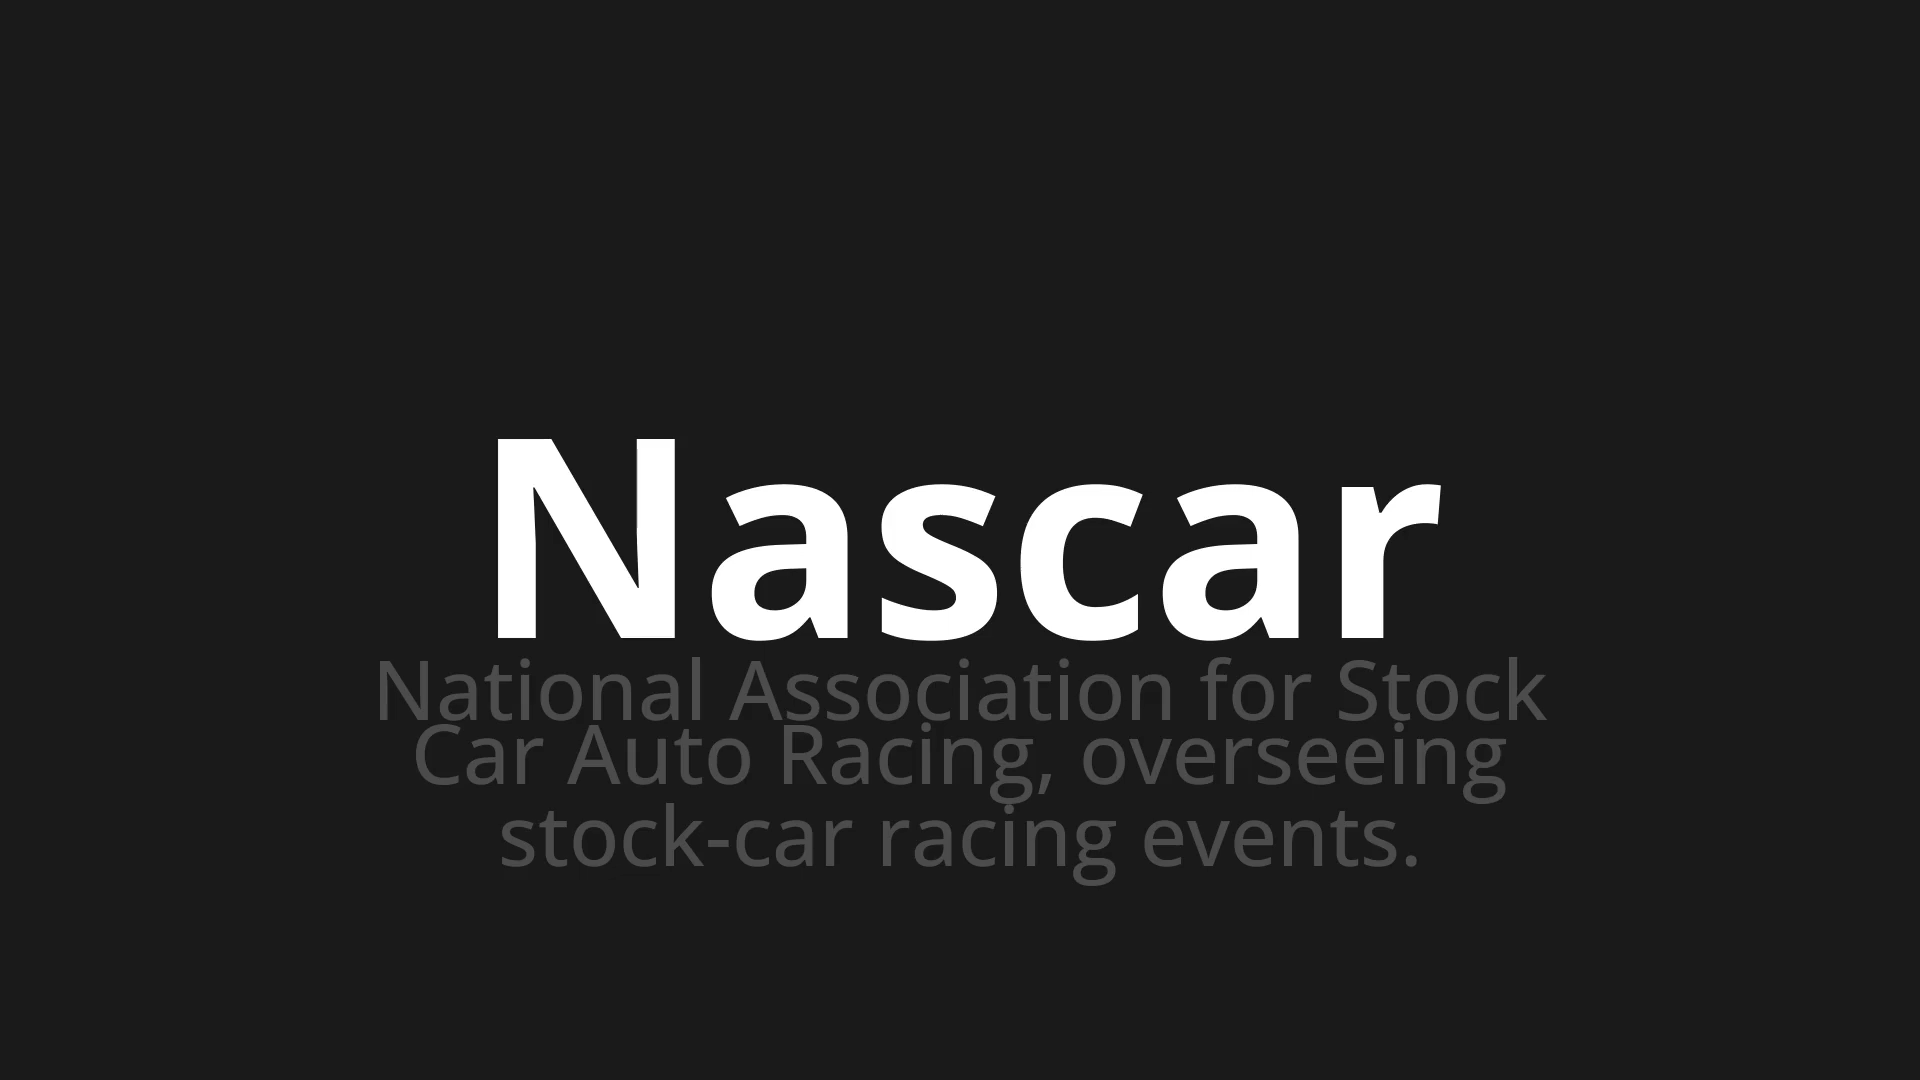 Nascar
National Association for Stock
Car Auto Racing, overseeing
stock-car racing events.